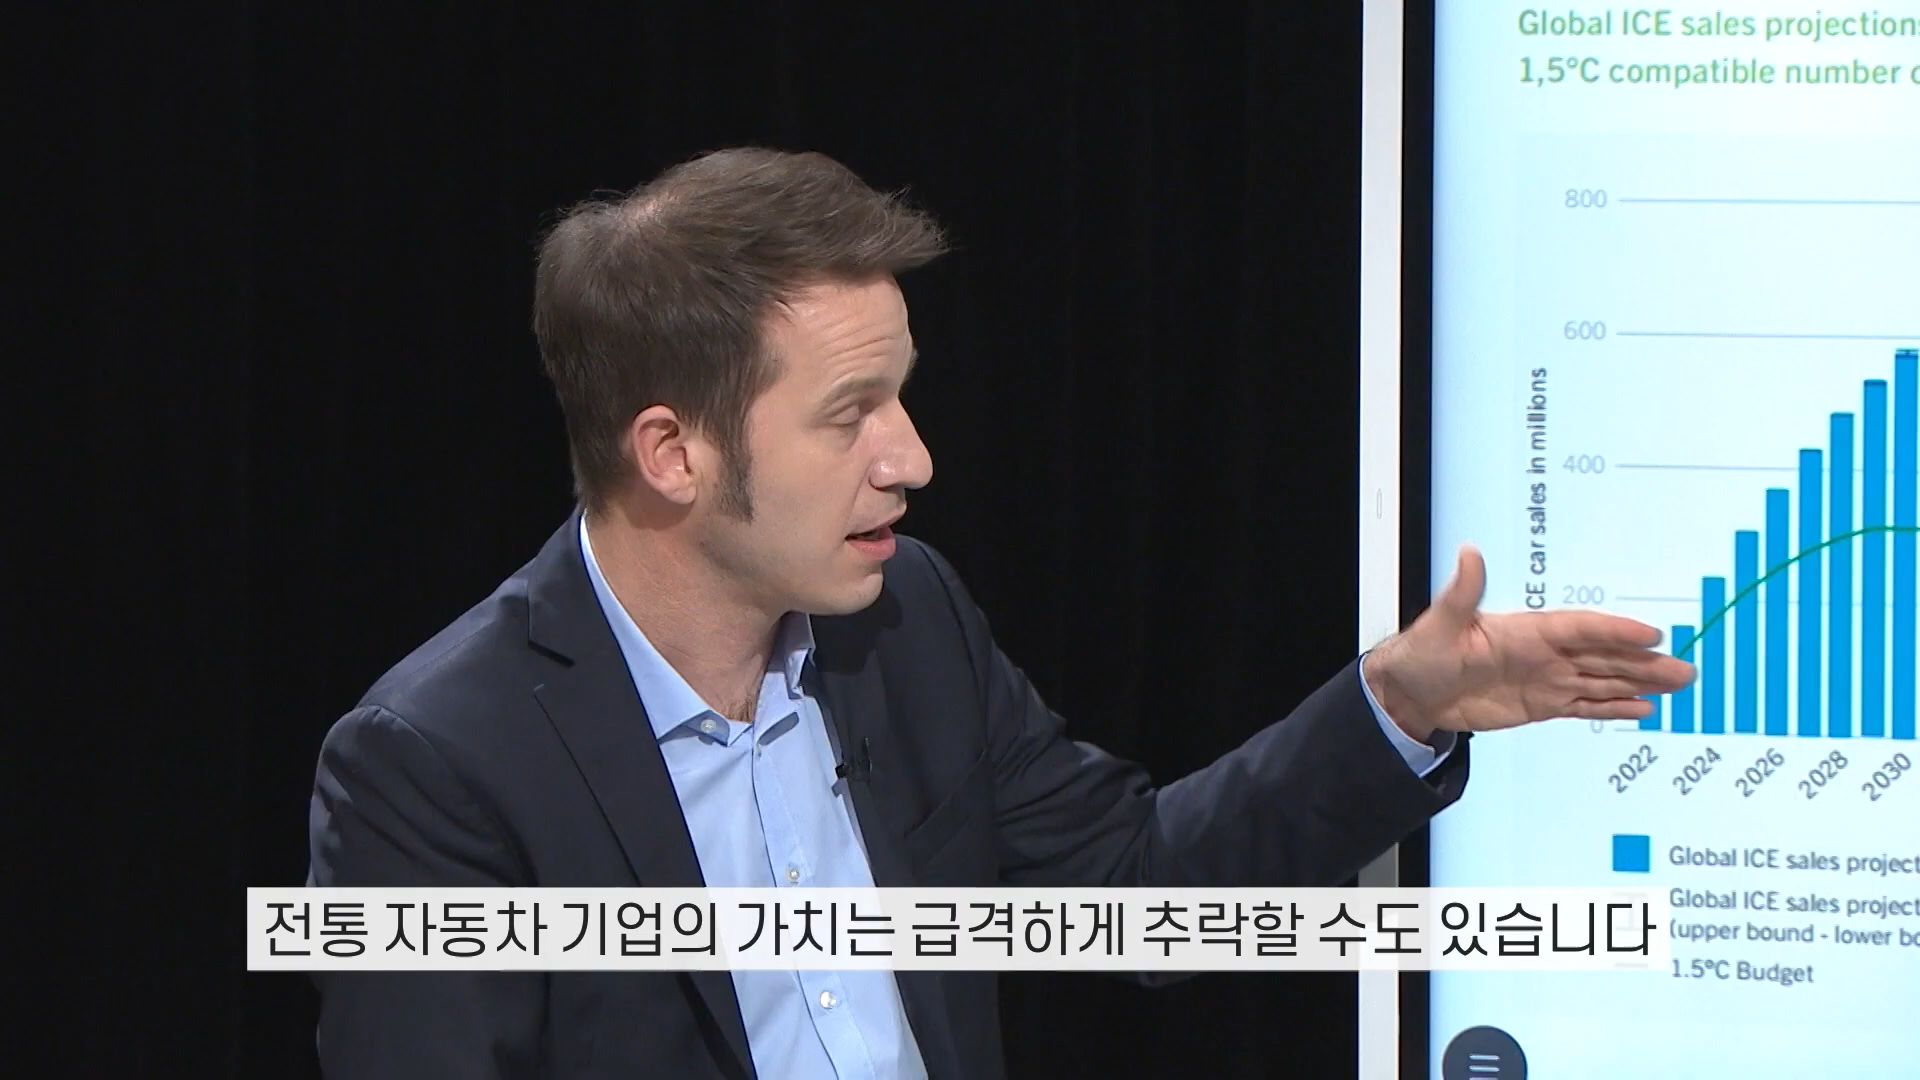 Global ICE sales projection
1,5°C compatible number
800
600
400
200
0
CE car sales in millions
2022
2024
2026
2028
2030
Global ICE sales project
Global ICE sales project
(upper bound - lower bo
1.5°C Budget
전통 자동차 기업의 가치는 급격하게 추락할 수도 있습니다